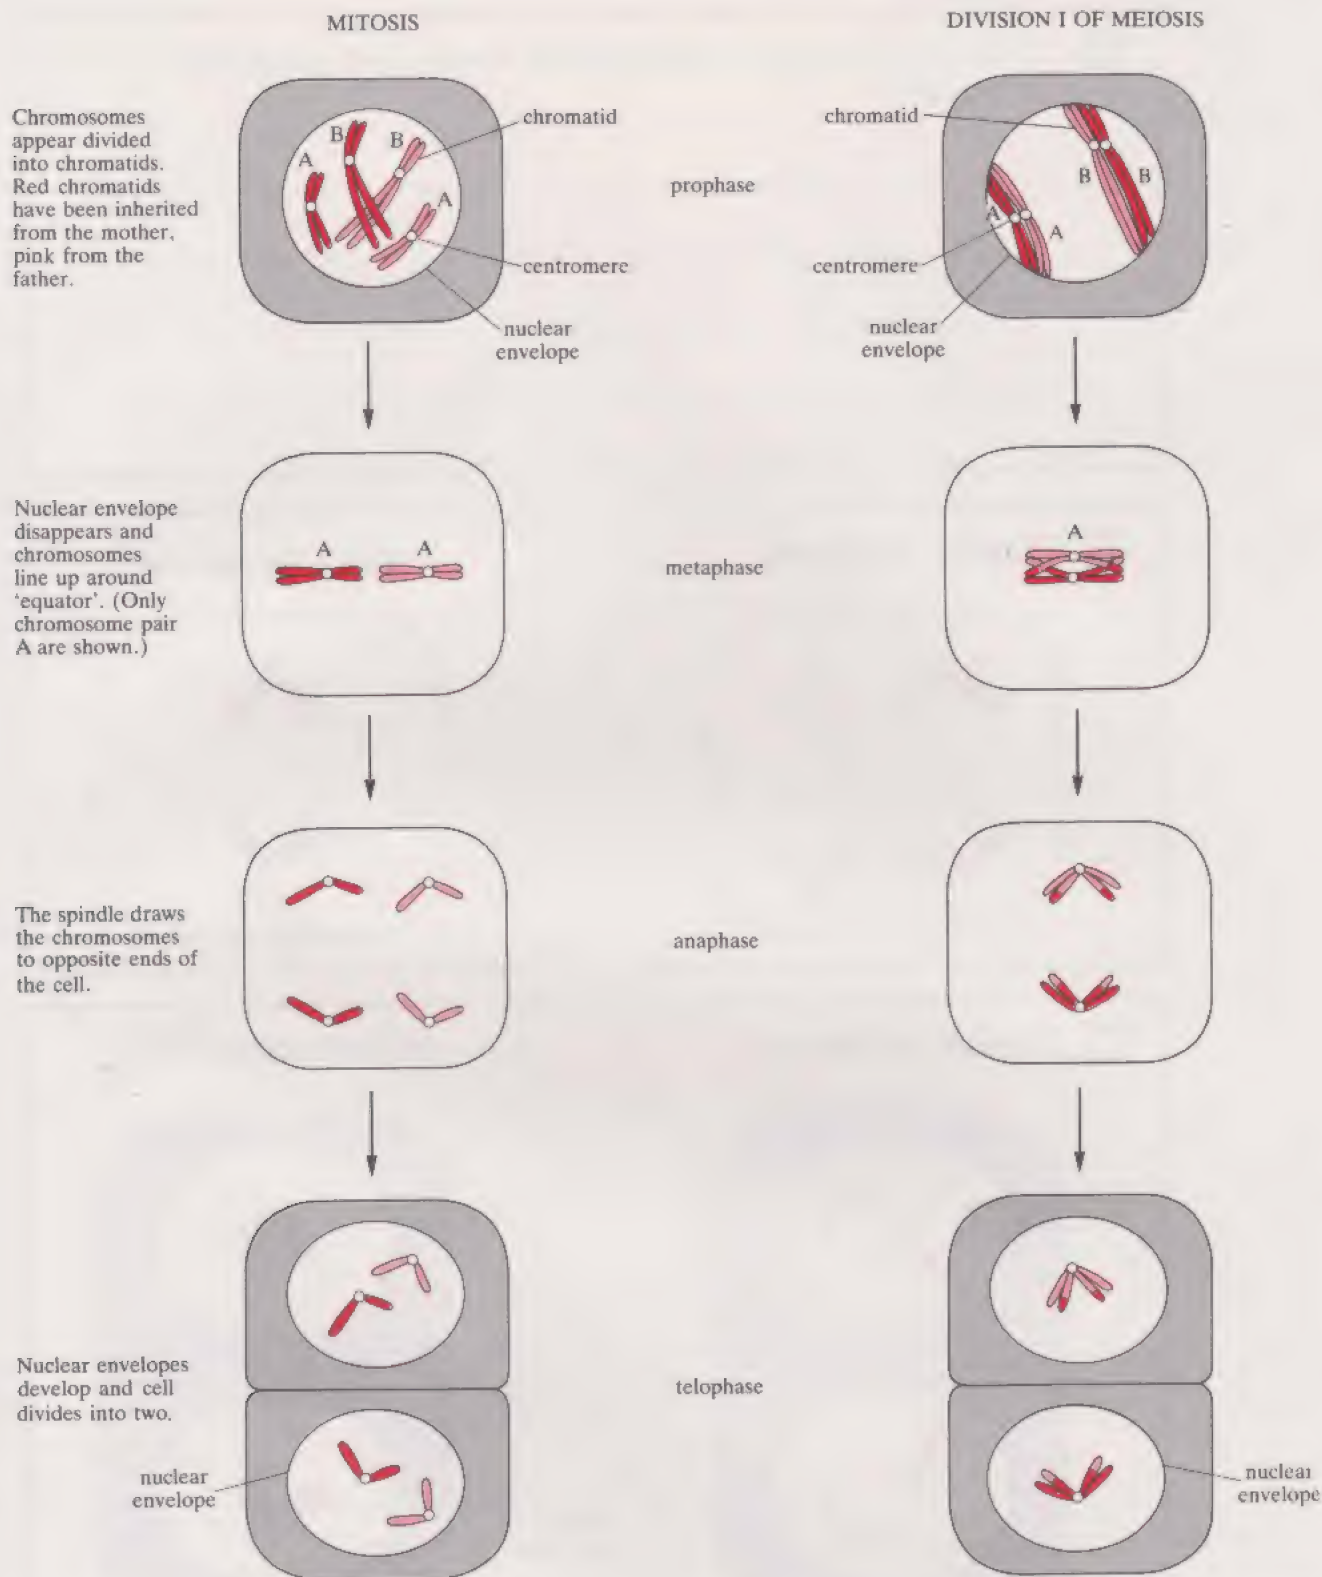 MITOSIS
DIVISION I OF MEIOSIS
Chromosomes
appear divided
into chromatids.
Red chromatids
have been inherited
from the mother,
pink from the
father.
A
B
B
A
chromatid
centromere
nuclear
envelope
prophase
chromatid
centromere
nuclear
envelope
B
B
A
A
Nuclear envelope
disappears and
chromosomes
line up around
'equator'. (Only
chromosome pair
A are shown.)
A
A
metaphase
A
The spindle draws
the chromosomes
to opposite ends of
the cell.
anaphase
Nuclear envelopes
develop and cell
divides into two.
nuclear
envelope
telophase
nuclear
envelope